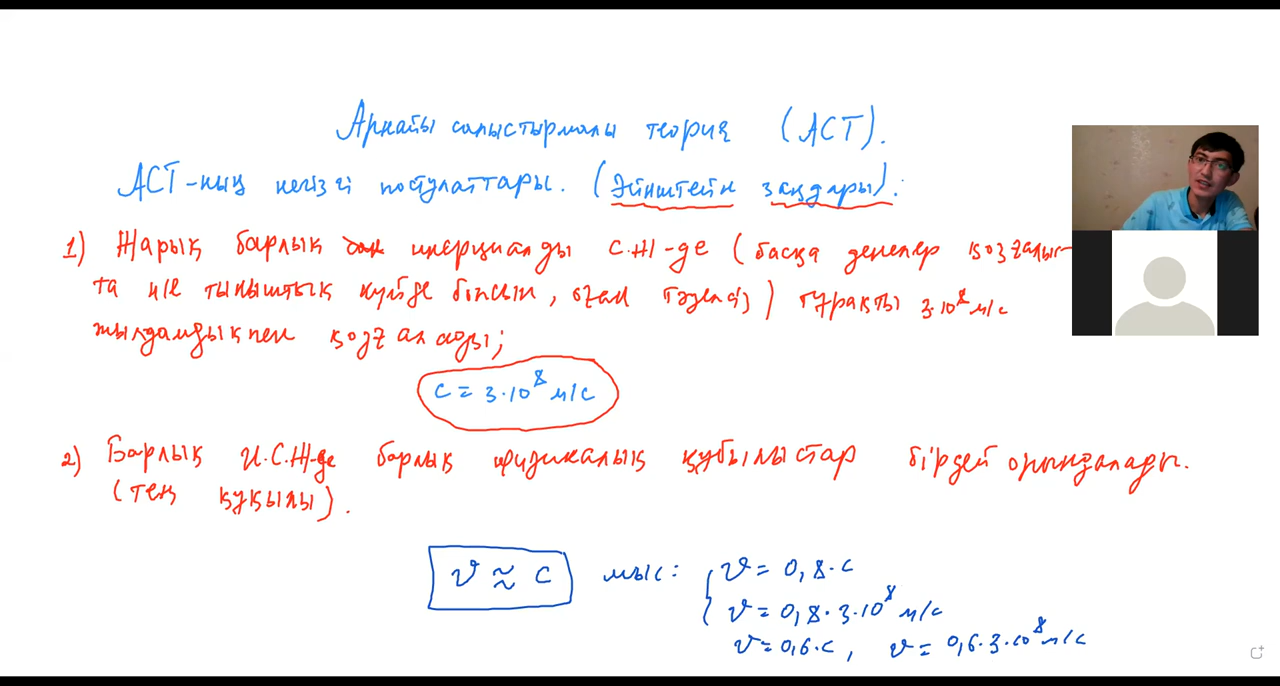 Арнайы салыстырмалы теория (АСТ).
АСТ-ның негізгі постулаттары. (Эйнштейн заңдары):
1) Жарық барлық инерциалды С.Ж-де (басқа денелер қозғалыс-
та н/е тыныштық күйде болсын, оған тәуелсіз) тұрақты 3·10⁸ м/с
жылдамдықпен қозғалады;
c = 3·10⁸ м/с
2) Барлық И.С.Ж-де барлық физикалық құбылыстар бірдей орындалады.
(тең құқылы).
υ ≈ c мыс: υ = 0,8·c
υ = 0,8·3·10⁸ м/с
υ = 0,6·c, υ = 0,6·3·10⁸ м/с